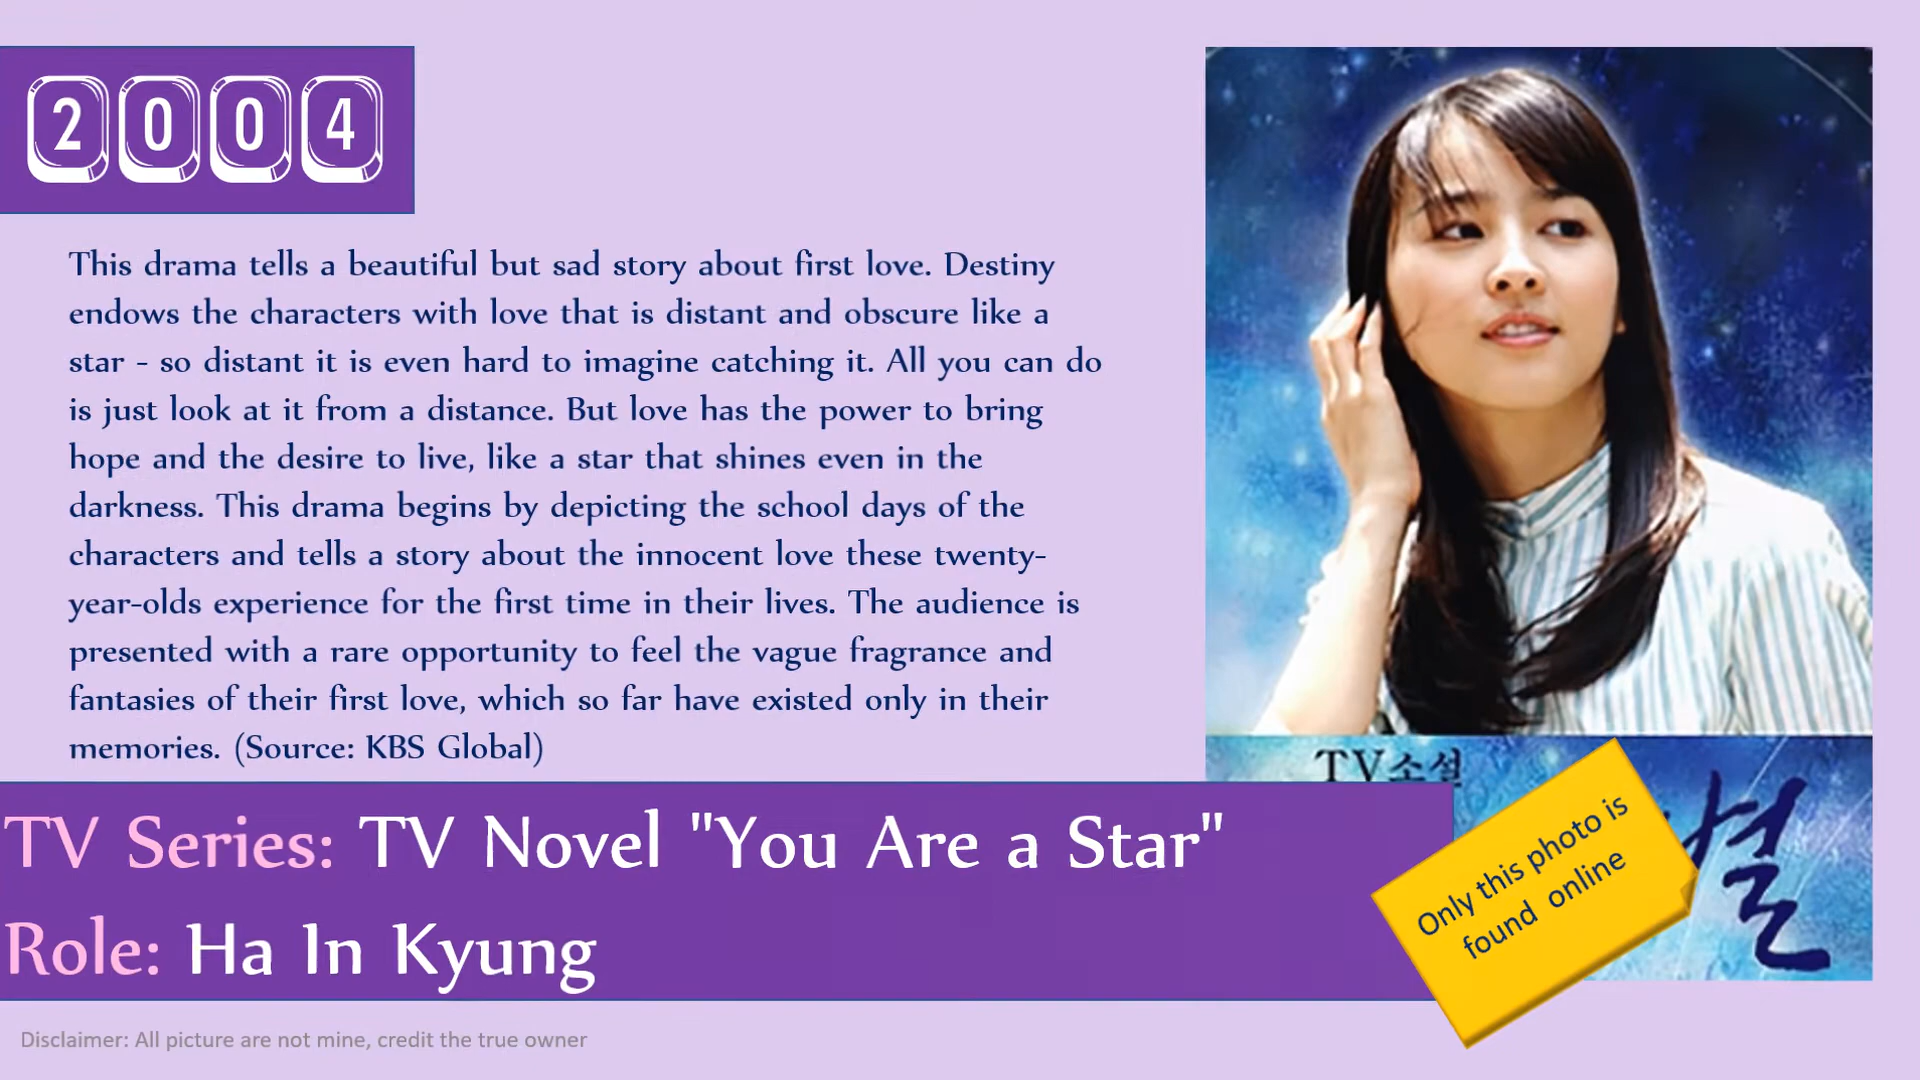 2004
This drama tells a beautiful but sad story about first love. Destiny
endows the characters with love that is distant and obscure like a
star - so distant it is even hard to imagine catching it. All you can do
is just look at it from a distance. But love has the power to bring
hope and the desire to live, like a star that shines even in the
darkness. This drama begins by depicting the school days of the
characters and tells a story about the innocent love these twenty-
year-olds experience for the first time in their lives. The audience is
presented with a rare opportunity to feel the vague fragrance and
fantasies of their first love, which so far have existed only in their
memories. (Source: KBS Global)
TV소설
별
TV Series: TV Novel "You Are a Star"
Role: Ha In Kyung
Only this photo is
found online
Disclaimer: All picture are not mine, credit the true owner